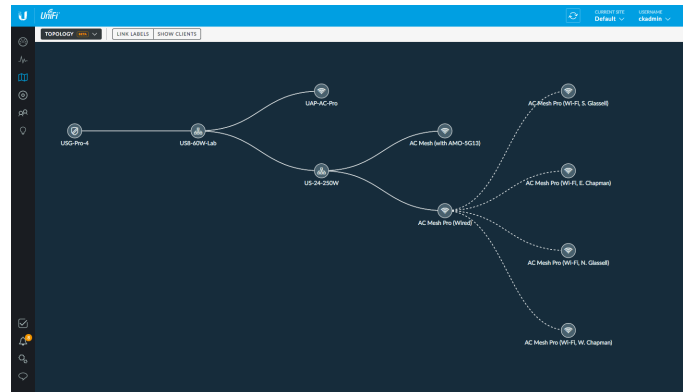 UniFi
CURRENT SITE
Default
USERNAME
ckadmin
TOPOLOGY BETA
LINK LABELS
SHOW CLIENTS
UAP-AC-Pro
AC Mesh Pro (Wi-Fi, S. Glassell)
USG-Pro-4
US8-60W-Lab
AC Mesh (with AMO-5G13)
US-24-250W
AC Mesh Pro (Wi-Fi, E. Chapman)
AC Mesh Pro (Wired)
AC Mesh Pro (Wi-Fi, N. Glassell)
AC Mesh Pro (Wi-Fi, W. Chapman)